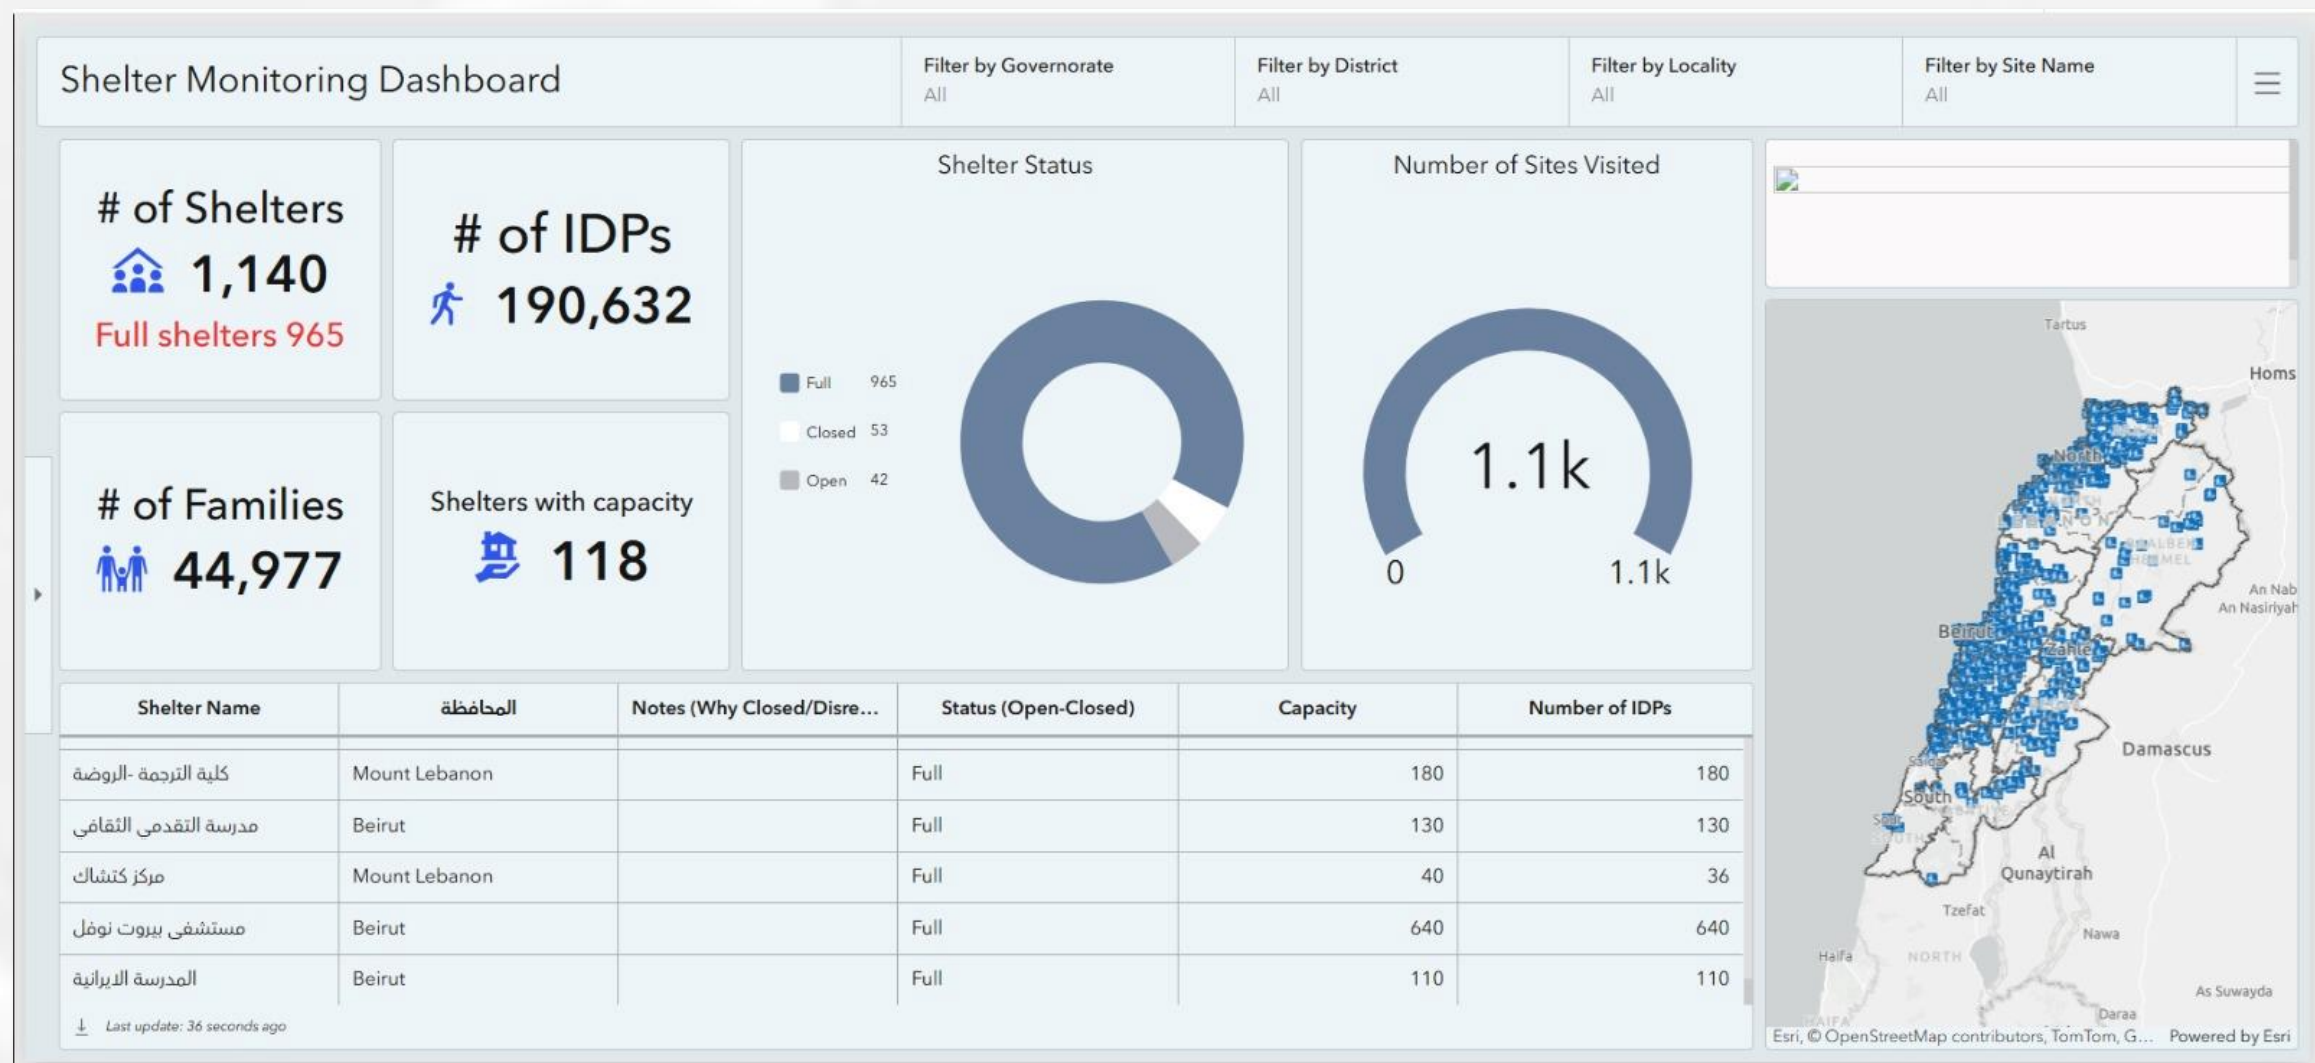 Shelter Monitoring Dashboard
Filter by Governorate
All
Filter by District
All
Filter by Locality
All
Filter by Site Name
All
# of Shelters
1,140
Full shelters 965
# of IDPs
190,632
# of Families
44,977
Shelters with capacity
118
Shelter Status
Full 965
Closed 53
Open 42
Number of Sites Visited
1.1k
0
1.1k
Shelter Name المحافظة Notes (Why Closed/Disre... Status (Open-Closed) Capacity Number of IDPs
كلية الترجمة -الروضة Mount Lebanon Full 180 180
مدرسة التقدمي الثقافي Beirut Full 130 130
مركز كتشاك Mount Lebanon Full 40 36
مستشفى بيروت نوفل Beirut Full 640 640
المدرسة الايرانية Beirut Full 110 110
Last update: 36 seconds ago
Tartus
Homs
North
An Nab
An Nasiriyah
Beirut
Zahle
Damascus
South
Al
Qunaytirah
Tzefat
Nawa
Haifa
NORTH
As Suwayda
Daraa
HAIFA
Esri, © OpenStreetMap contributors, TomTom, G... Powered by Esri